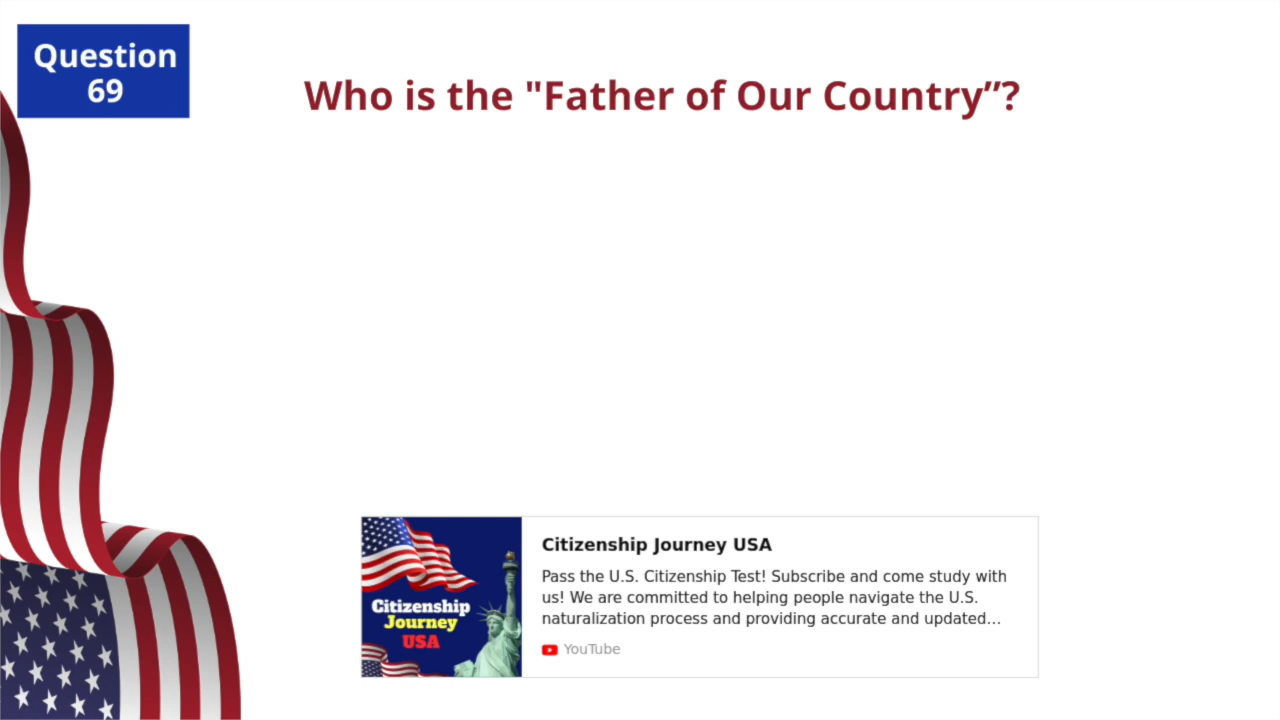 Question
69
Who is the "Father of Our Country”?
Citizenship
Journey
USA
Citizenship Journey USA
Pass the U.S. Citizenship Test! Subscribe and come study with
us! We are committed to helping people navigate the U.S.
naturalization process and providing accurate and updated...
YouTube